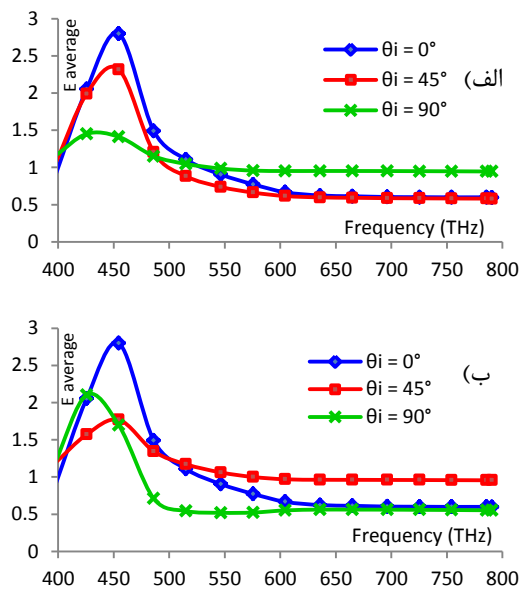 3
2.5
2
1.5
1
0.5
0
E average
θi = 0°
θi = 45°
θi = 90°
الف)
Frequency (THz)
400 450 500 550 600 650 700 750 800
3
2.5
2
1.5
1
0.5
0
E average
θi = 0°
θi = 45°
θi = 90°
ب)
Frequency (THz)
400 450 500 550 600 650 700 750 800